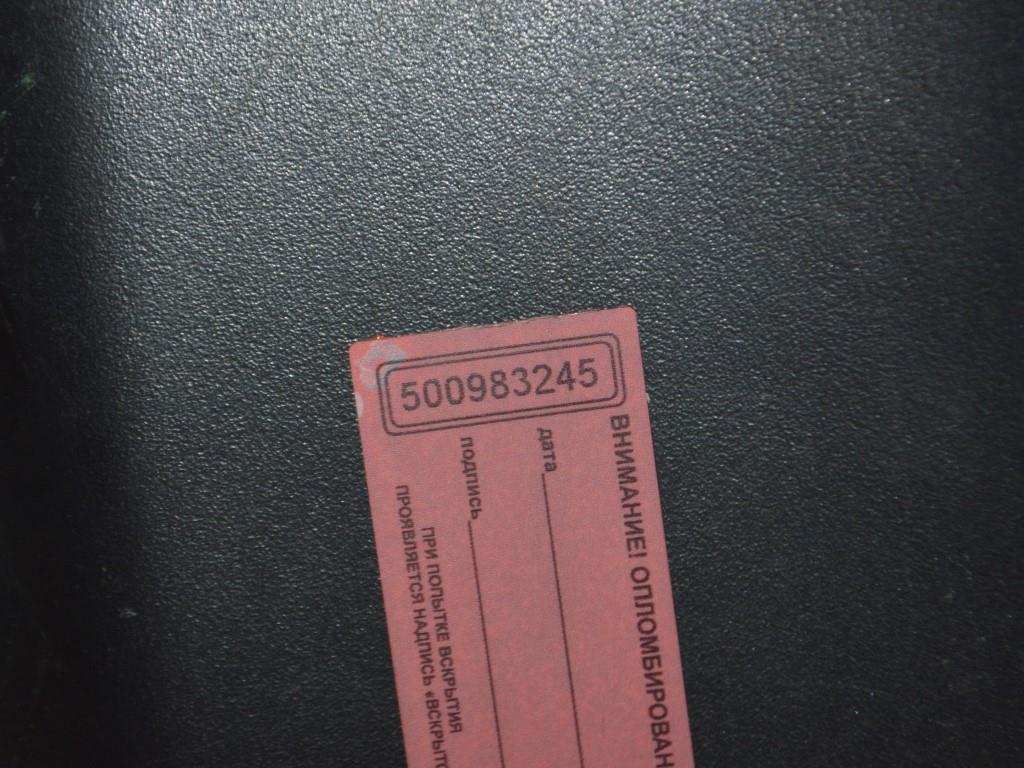 500983245
ВНИМАНИЕ! ОПЛОМБИРОВАН
дата
подпись
ПРИ ПОПЫТКЕ ВСКРЫТИЯ
ПРОЯВЛЯЕТСЯ НАДПИСЬ «ВСКРЫТО